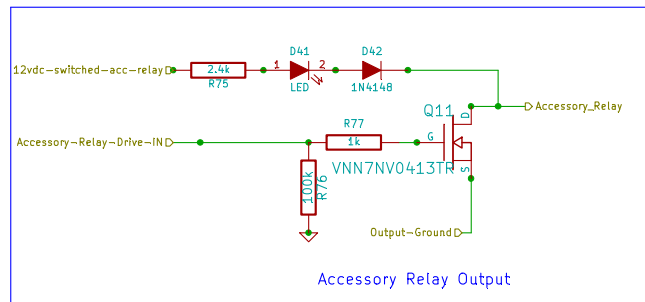 D41
D42
12vdc-switched-acc-relay
2.4k
1
2
R75
LED
1N4148
Q11
D
Accessory_Relay
R77
Accessory-Relay-Drive-IN
1k
G
VNN7NV0413TR
S
100k
R76
Output-Ground
Accessory Relay Output